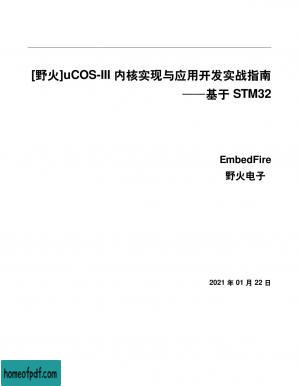 [野火]uCOS-III 内核实现与应用开发实战指南
——基于 STM32
EmbedFire
野火电子
2021 年 01 月 22 日
homeofpdf.com